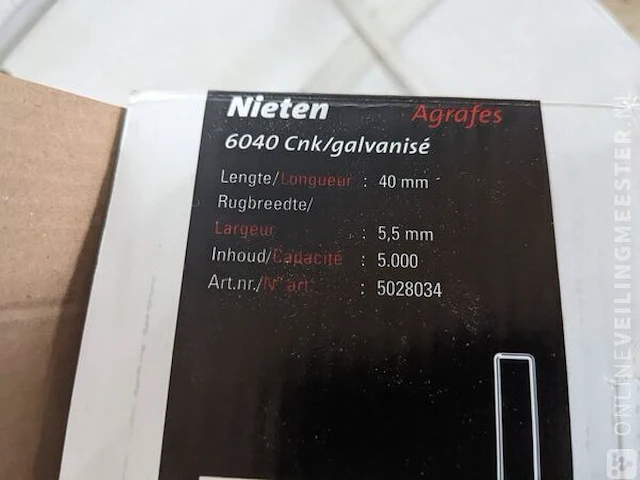 Nieten Agrafes
6040 Cnk/galvanisé
Lengte/Longueur : 40 mm
Rugbreedte/
Largeur : 5,5 mm
Inhoud/Capacité : 5.000
Art.nr./N° art. : 5028034
ONLINEVEILINGMEESTER.NL